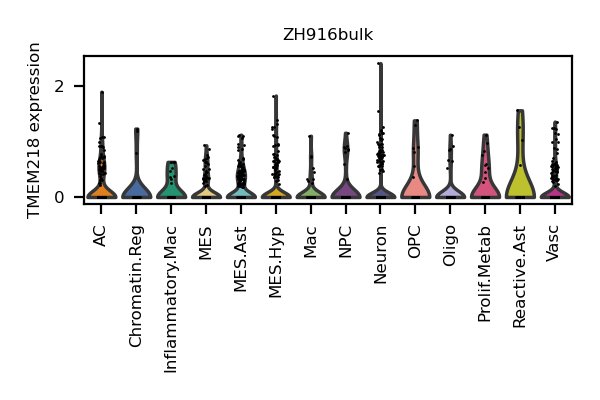 ZH916bulk
TMEM218 expression
2
0
AC
Chromatin.Reg
Inflammatory.Mac
MES
MES.Ast
MES.Hyp
Mac
NPC
Neuron
OPC
Oligo
Prolif.Metab
Reactive.Ast
Vasc